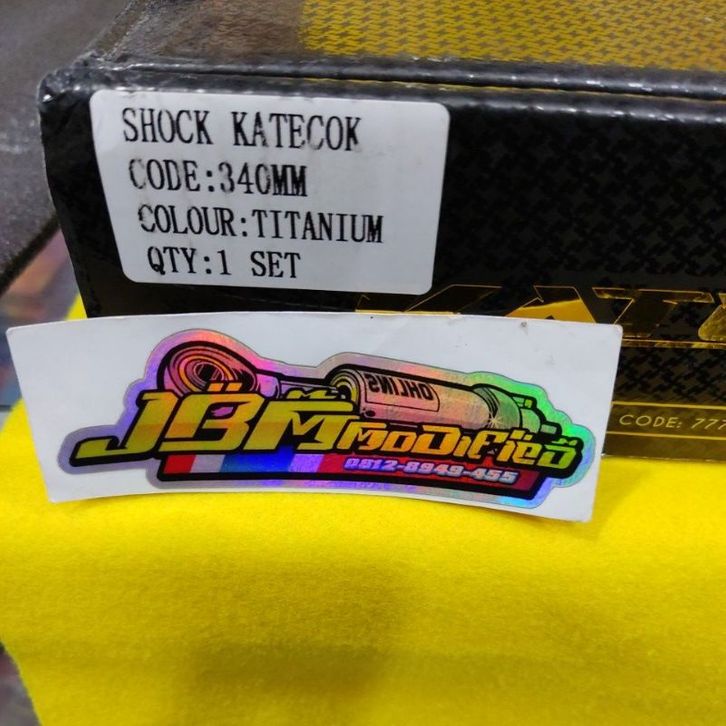 SHOCK KATECOK
CODE:340MM
COLOUR:TITANIUM
QTY:1 SET
OHLINS
JBM MODIFIED
0812-8949-455
CODE: 777